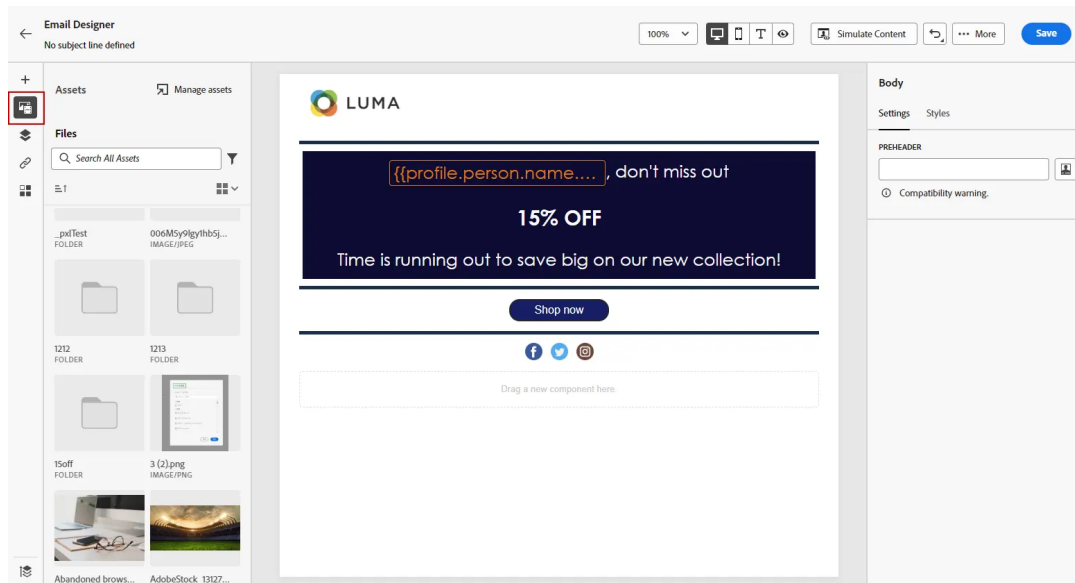 Email Designer
No subject line defined
100%
T
Simulate Content
••• More
Save
Assets
Manage assets
Files
Search All Assets
_pxlTest
FOLDER
006MSy9lgy1hb5j...
IMAGE/JPEG
1212
FOLDER
1213
FOLDER
15off
FOLDER
3 (2).png
IMAGE/PNG
Abandoned brows...
AdobeStock_13127...
LUMA
{{profile.person.name.... , don't miss out
15% OFF
Time is running out to save big on our new collection!
Shop now
Drag a new component here.
Body
Settings
Styles
PREHEADER
Compatibility warning.